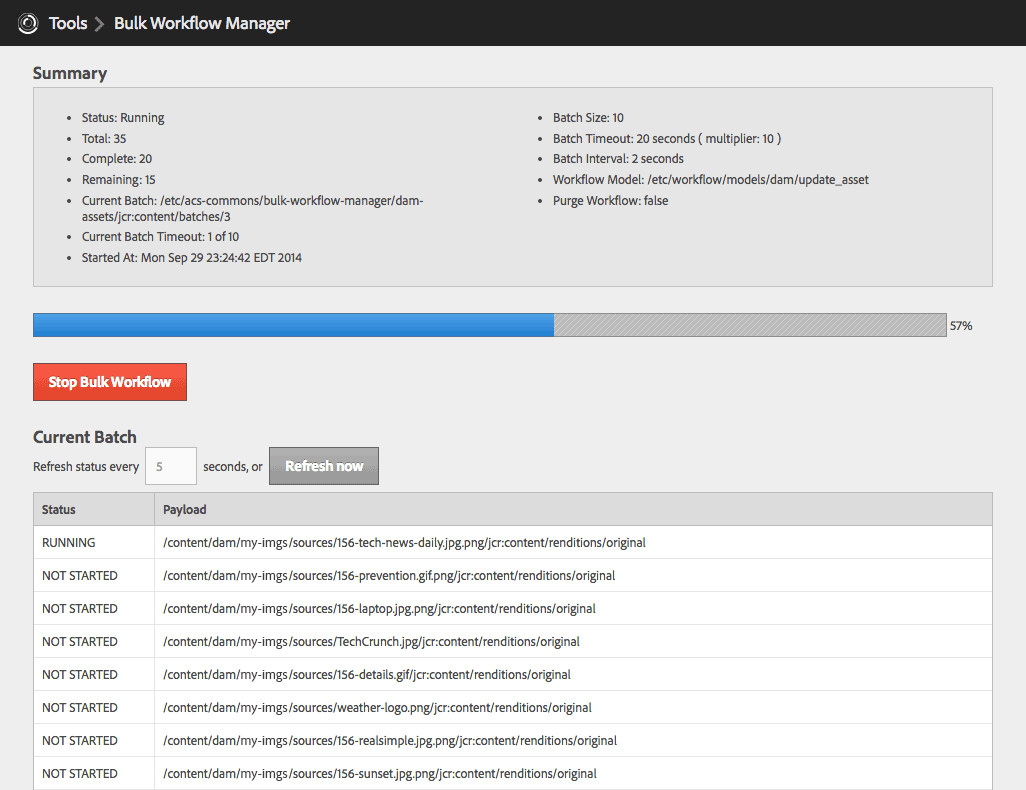 Tools > Bulk Workflow Manager
Summary
• Status: Running
• Total: 35
• Complete: 20
• Remaining: 15
• Current Batch: /etc/acs-commons/bulk-workflow-manager/dam-
assets/jcr:content/batches/3
• Current Batch Timeout: 1 of 10
• Started At: Mon Sep 29 23:24:42 EDT 2014
• Batch Size: 10
• Batch Timeout: 20 seconds ( multiplier: 10 )
• Batch Interval: 2 seconds
• Workflow Model: /etc/workflow/models/dam/update_asset
• Purge Workflow: false
57%
Stop Bulk Workflow
Current Batch
Refresh status every 5 seconds, or Refresh now
Status Payload
RUNNING /content/dam/my-imgs/sources/156-tech-news-daily.jpg.png/jcr:content/renditions/original
NOT STARTED /content/dam/my-imgs/sources/156-prevention.gif.png/jcr:content/renditions/original
NOT STARTED /content/dam/my-imgs/sources/156-laptop.jpg.png/jcr:content/renditions/original
NOT STARTED /content/dam/my-imgs/sources/TechCrunch.jpg/jcr:content/renditions/original
NOT STARTED /content/dam/my-imgs/sources/156-details.gif/jcr:content/renditions/original
NOT STARTED /content/dam/my-imgs/sources/weather-logo.png/jcr:content/renditions/original
NOT STARTED /content/dam/my-imgs/sources/156-realsimple.jpg.png/jcr:content/renditions/original
NOT STARTED /content/dam/my-imgs/sources/156-sunset.jpg.png/jcr:content/renditions/original